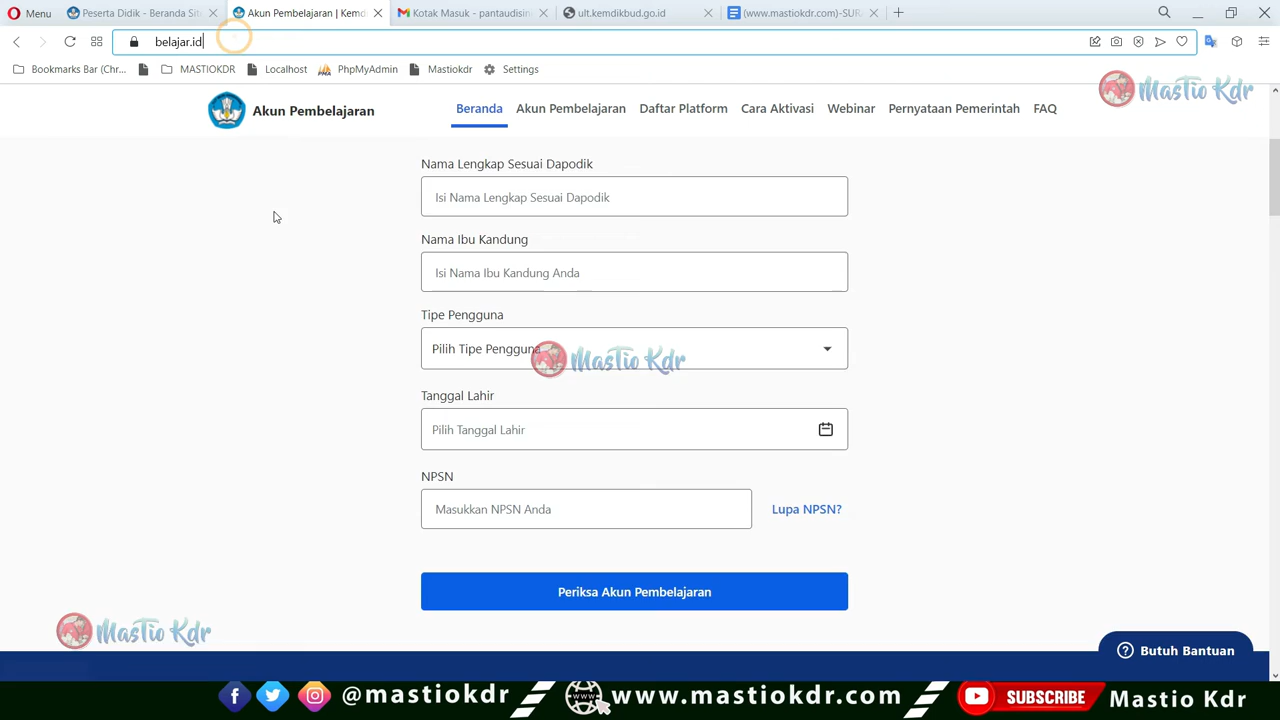 Menu
Peserta Didik - Beranda Sit
Akun Pembelajaran | Kemd
Kotak Masuk - pantaudisin
ult.kemdikbud.go.id
(www.mastiokdr.com)-SUR
belajar.id
Bookmarks Bar (Chr...
MASTIOKDR
Localhost
PhpMyAdmin
Mastiokdr
Settings
Akun Pembelajaran
Beranda
Akun Pembelajaran
Daftar Platform
Cara Aktivasi
Webinar
Pernyataan Pemerintah
FAQ
MasTio Kdr
Nama Lengkap Sesuai Dapodik
Isi Nama Lengkap Sesuai Dapodik
Nama Ibu Kandung
Isi Nama Ibu Kandung Anda
Tipe Pengguna
Pilih Tipe Pengguna
MasTio Kdr
Tanggal Lahir
Pilih Tanggal Lahir
NPSN
Masukkan NPSN Anda
Lupa NPSN?
Periksa Akun Pembelajaran
MasTio Kdr
Butuh Bantuan
@mastiokdr
www.mastiokdr.com
SUBSCRIBE
Mastio Kdr